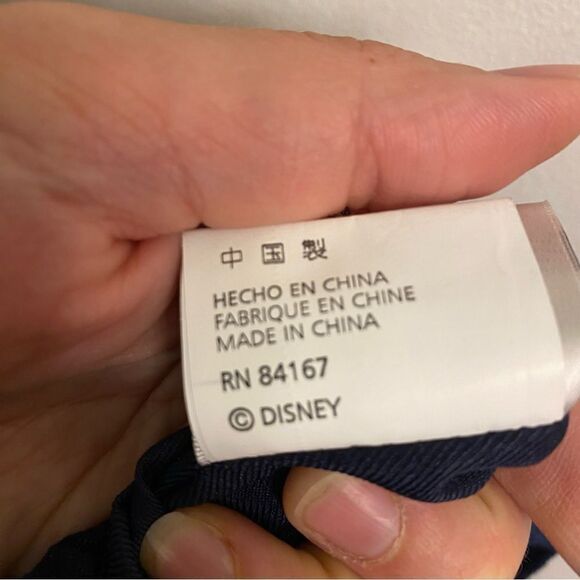 中国製
HECHO EN CHINA
FABRIQUE EN CHINE
MADE IN CHINA
RN 84167
© DISNEY